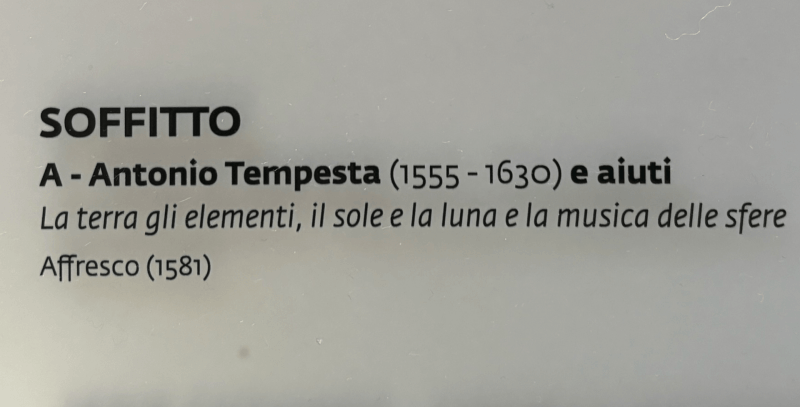 SOFFITTO
A - Antonio Tempesta (1555 - 1630) e aiuti
La terra gli elementi, il sole e la luna e la musica delle sfere
Affresco (1581)